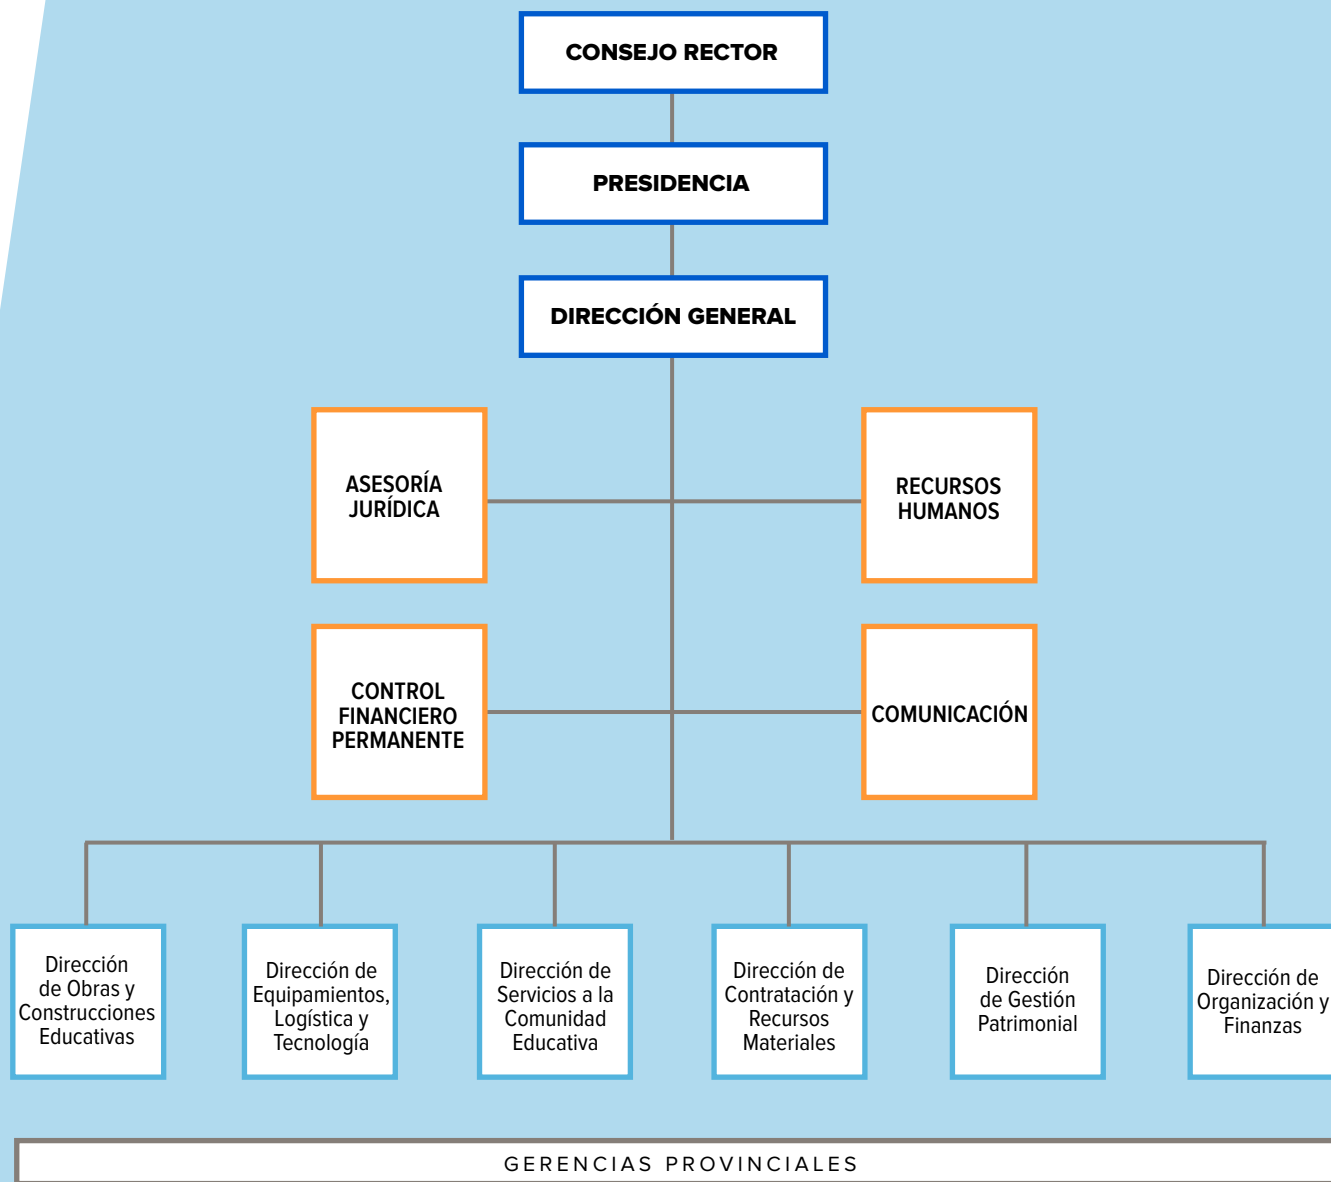 CONSEJO RECTOR
PRESIDENCIA
DIRECCIÓN GENERAL
ASESORÍA
JURÍDICA
RECURSOS
HUMANOS
CONTROL
FINANCIERO
PERMANENTE
COMUNICACIÓN
Dirección
de Obras y
Construcciones
Educativas
Dirección de
Equipamientos,
Logística y
Tecnología
Dirección de
Servicios a la
Comunidad
Educativa
Dirección de
Contratación y
Recursos
Materiales
Dirección
de Gestión
Patrimonial
Dirección de
Organización y
Finanzas
GERENCIAS PROVINCIALES